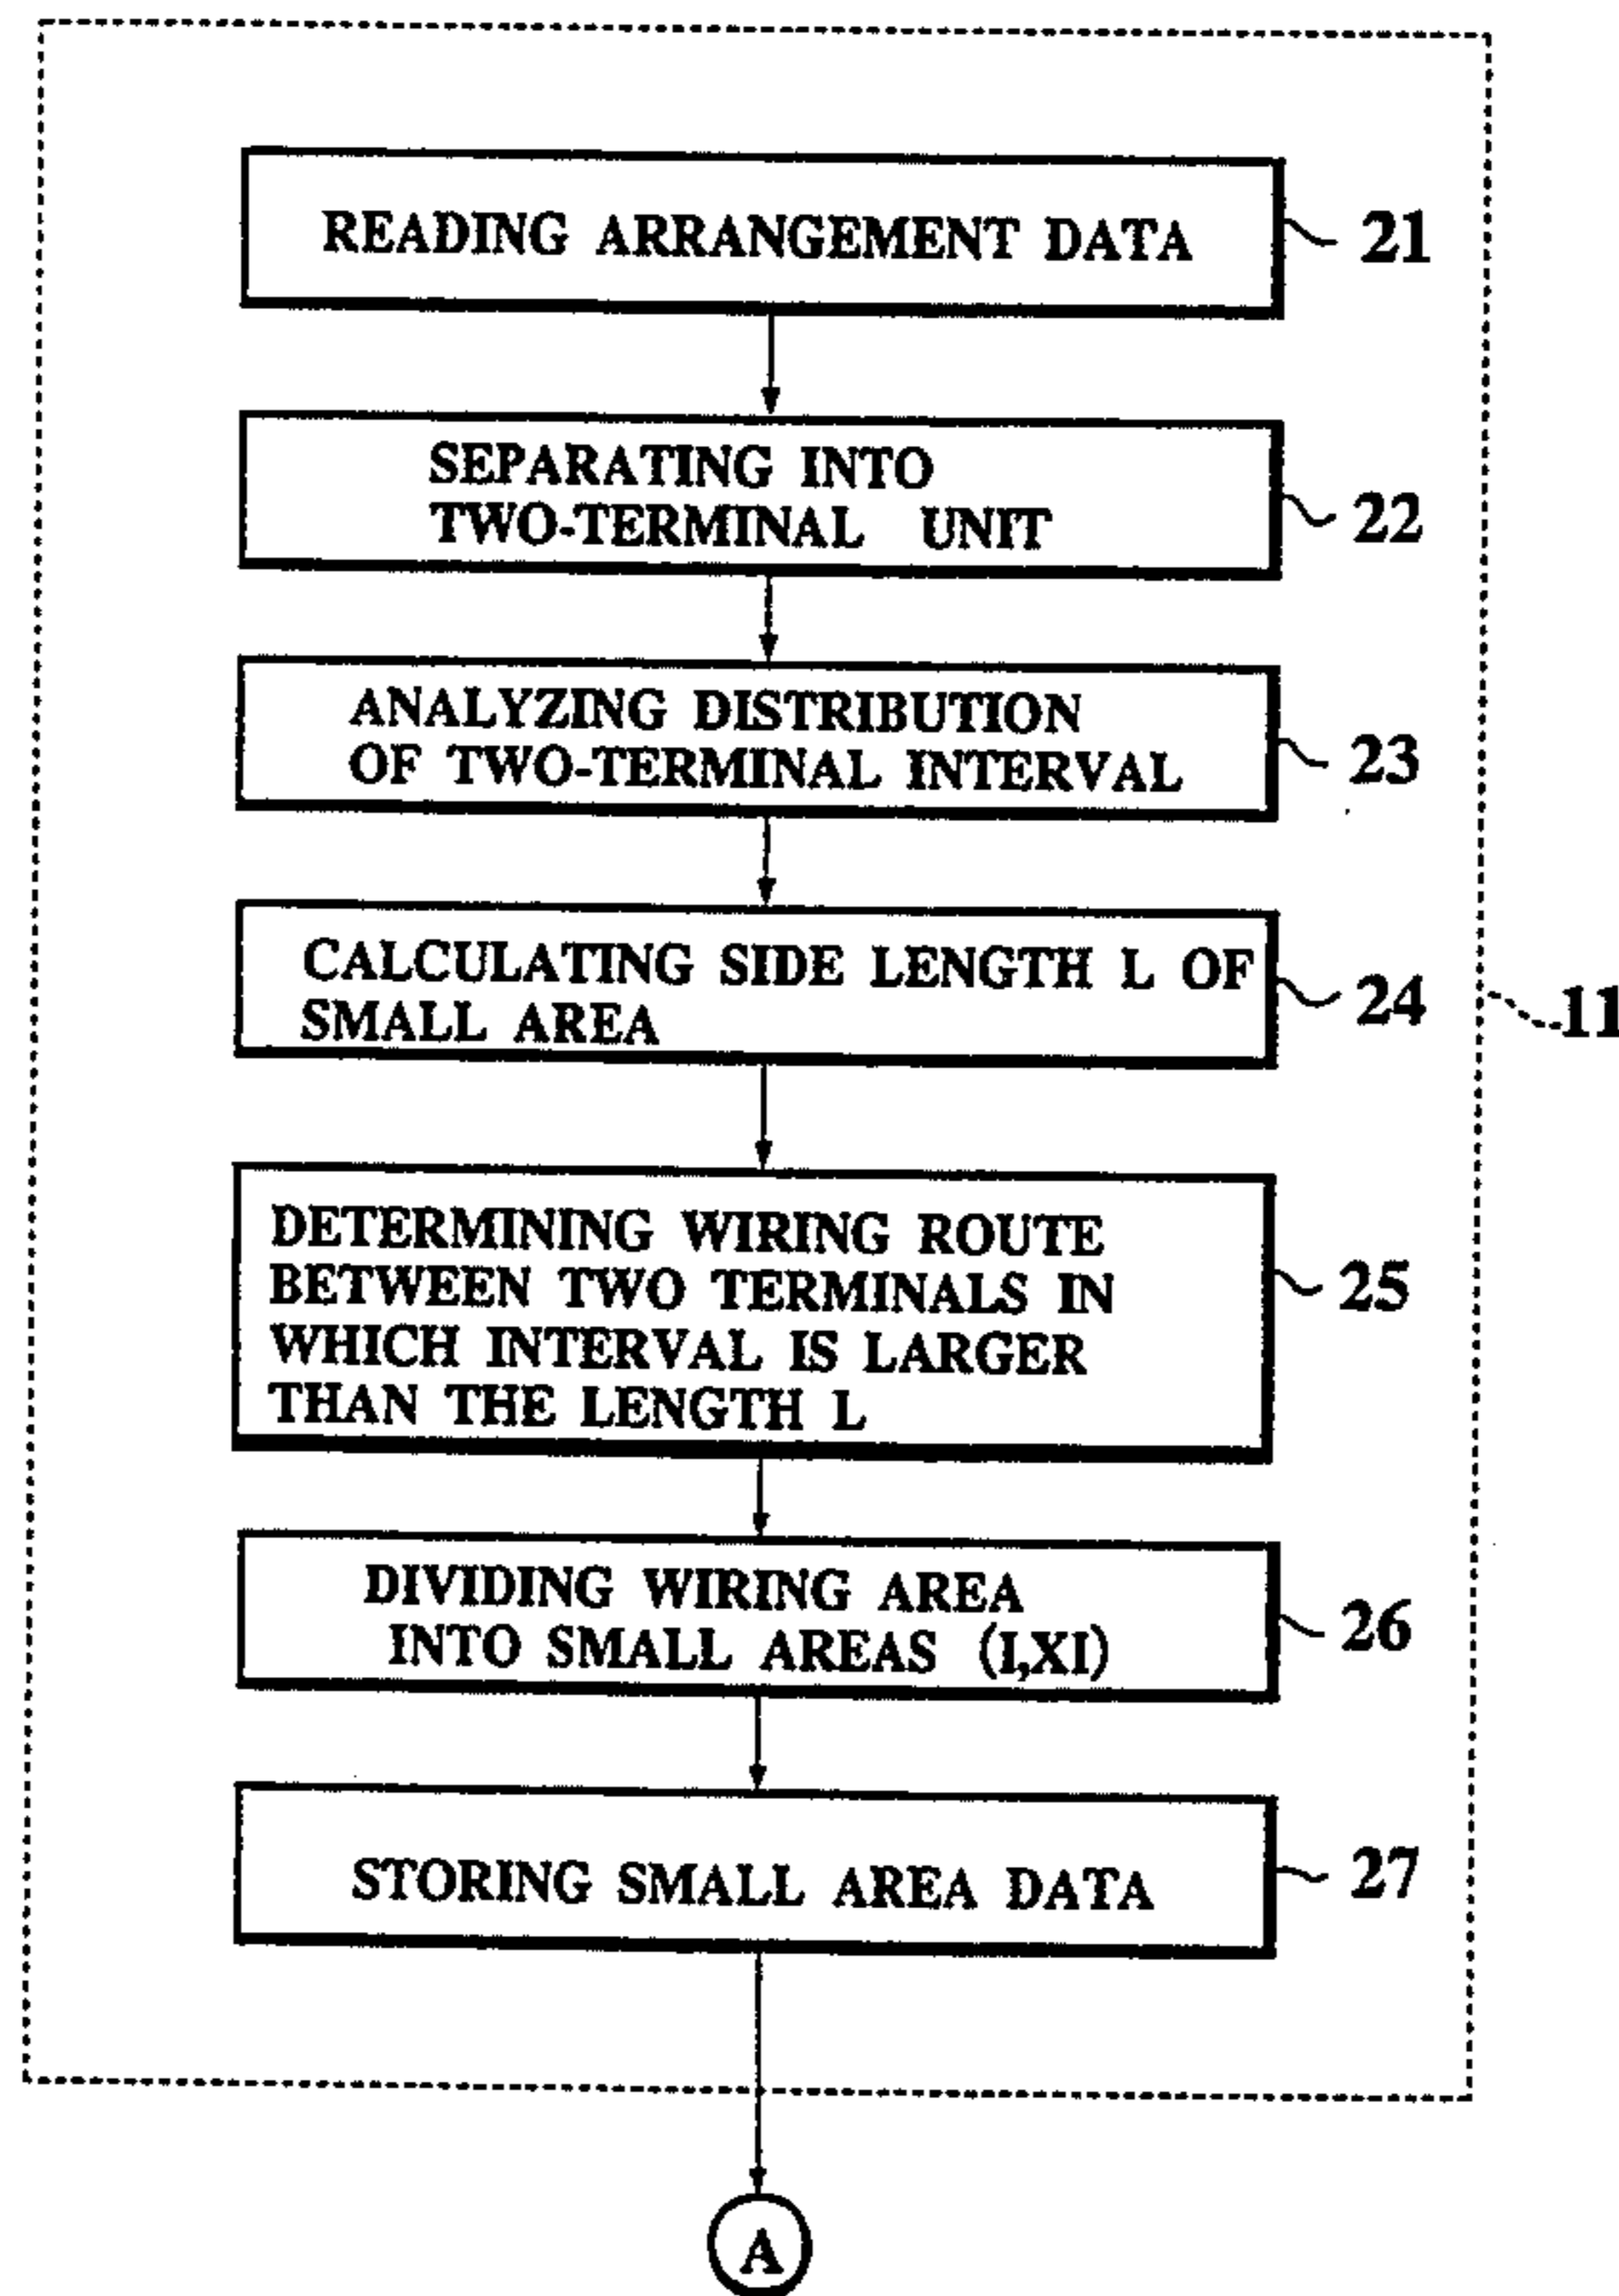 READING ARRANGEMENT DATA
21
SEPARATING INTO
TWO-TERMINAL UNIT
22
ANALYZING DISTRIBUTION
OF TWO-TERMINAL INTERVAL
23
CALCULATING SIDE LENGTH L OF
SMALL AREA
24
11
DETERMINING WIRING ROUTE
BETWEEN TWO TERMINALS IN
WHICH INTERVAL IS LARGER
THAN THE LENGTH L
25
DIVIDING WIRING AREA
INTO SMALL AREAS (I,XI)
26
STORING SMALL AREA DATA
27
A